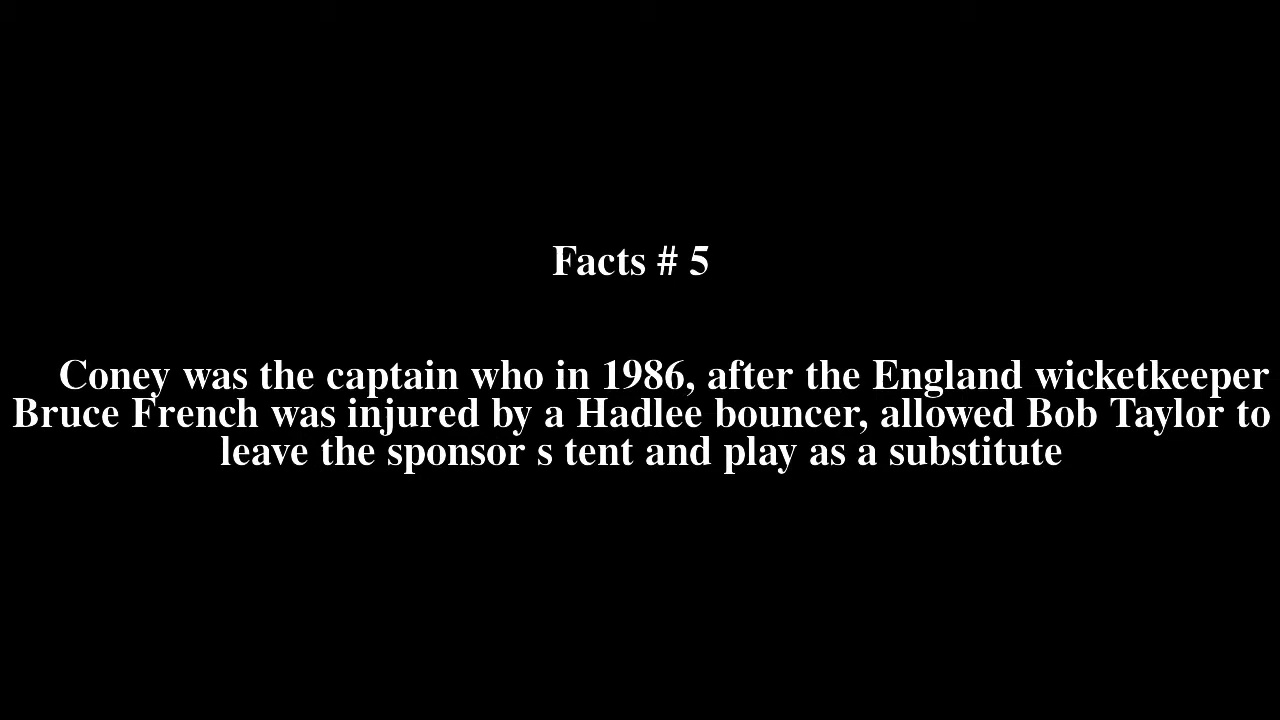 Facts # 5
Coney was the captain who in 1986, after the England wicketkeeper
Bruce French was injured by a Hadlee bouncer, allowed Bob Taylor to
leave the sponsor s tent and play as a substitute